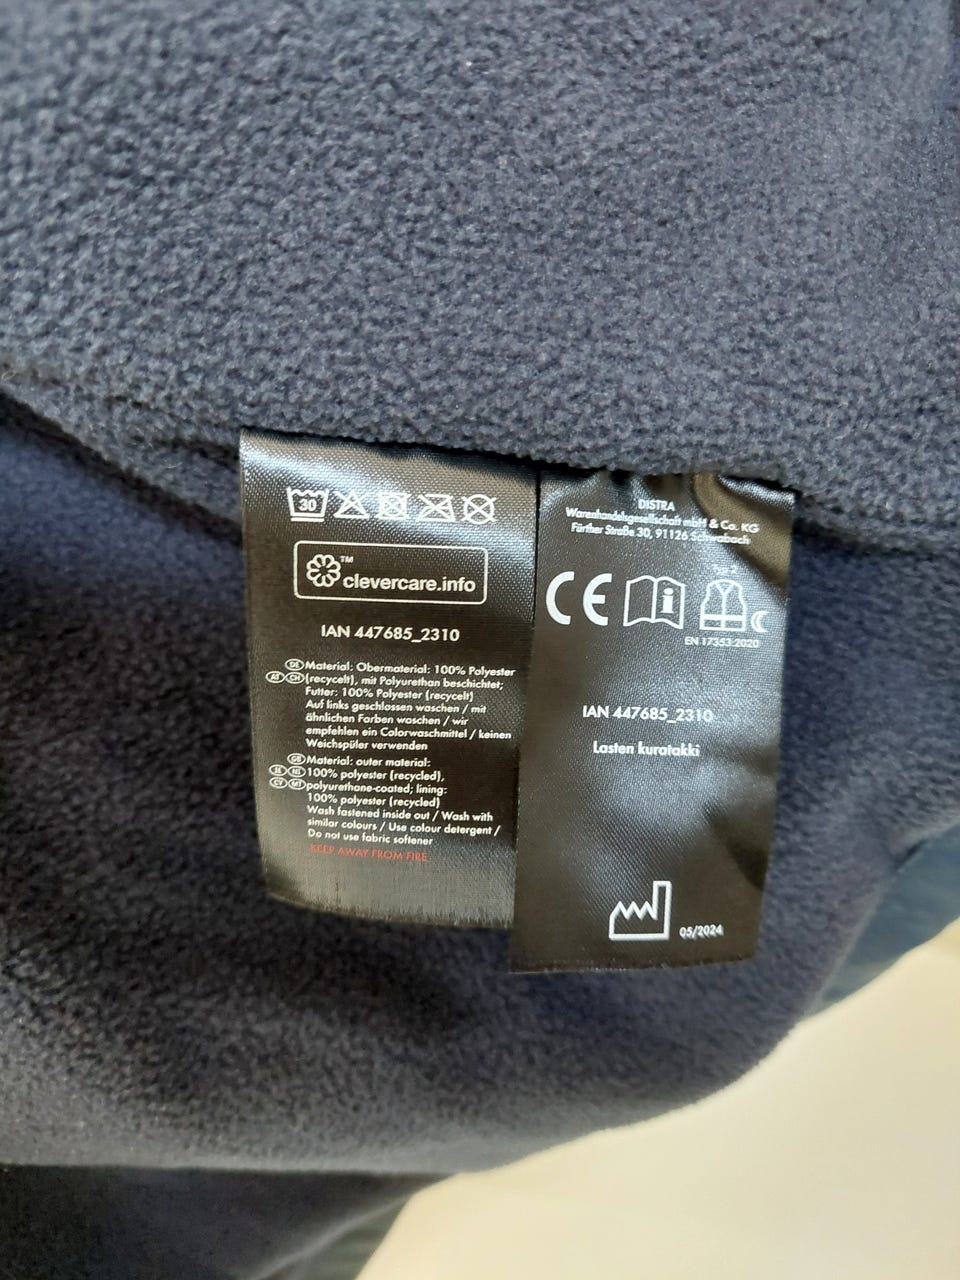 30
clevercare.info™
IAN 447685_2310
DE Material: Obermaterial: 100% Polyester
AT CH (recycelt), mit Polyurethan beschichtet;
Futter: 100% Polyester (recycelt)
Auf links geschlossen waschen / mit
ähnlichen Farben waschen / wir
empfehlen ein Colorwaschmittel / keinen
Weichspüler verwenden
GB Material: outer material:
IE NI 100% polyester (recycled),
CY MT polyurethane-coated; lining:
100% polyester (recycled)
Wash fastened inside out / Wash with
similar colours / Use colour detergent /
Do not use fabric softener
KEEP AWAY FROM FIRE
DISTRA
Warenhandelsgesellschaft mbH & Co. KG
Fürther Straße 30, 91126 Schwabach
CE
EN 17353:2020
IAN 447685_2310
Lasten kuratakki
05/2024